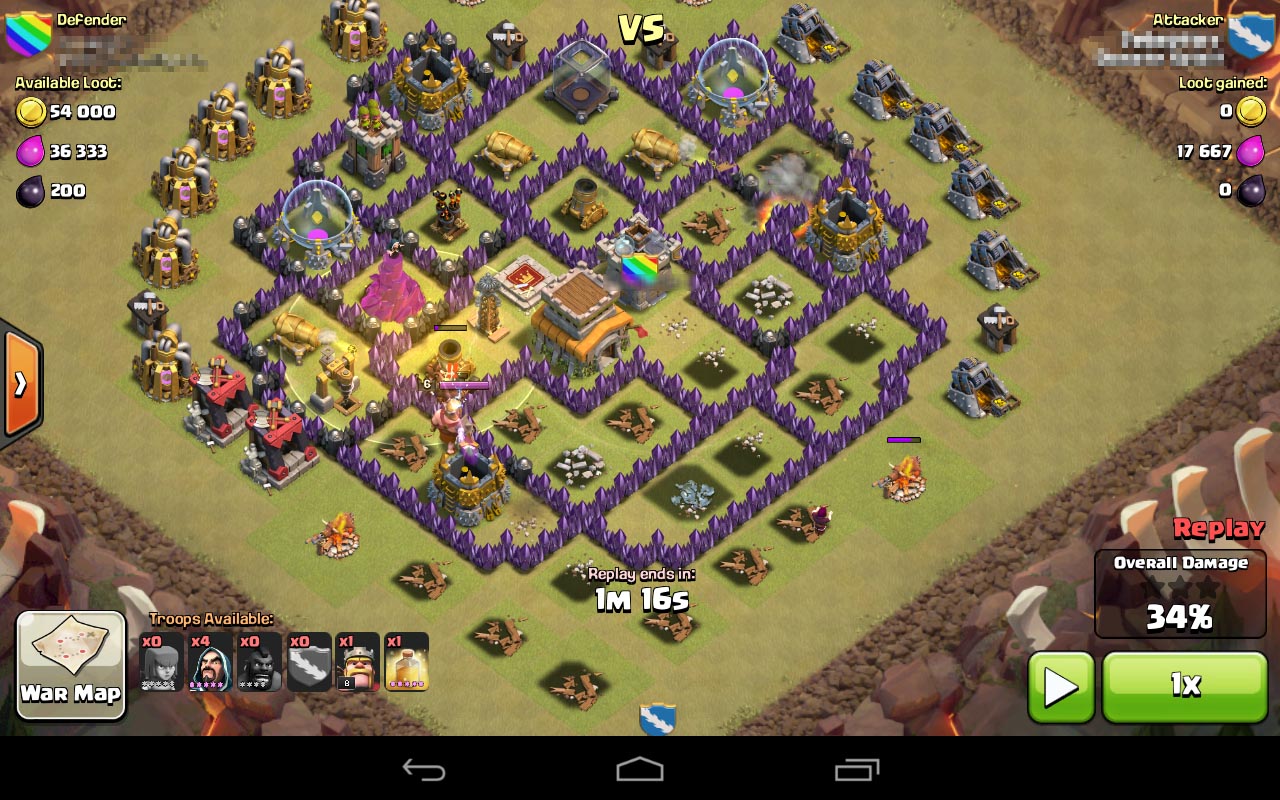 Defender
VS
Attacker
Available Loot:
54 000
36 333
200
Loot gained:
0
17 667
0
6
Replay
Overall Damage
34%
Replay ends in:
1M 16s
Troops Available:
x0
x4
x0
x0
x1
x1
8
War Map
1x